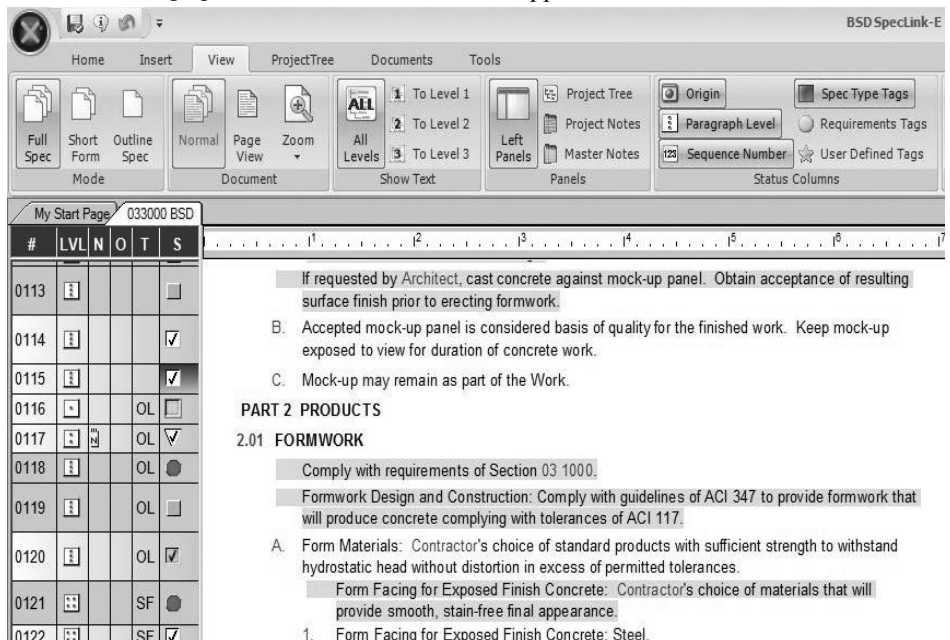 BSD SpecLink-E
Home Insert View ProjectTree Documents Tools
Full Spec
Short Form
Outline Spec
Mode
Normal
Page View
Zoom
Document
ALL
All Levels
1 To Level 1
2 To Level 2
3 To Level 3
Show Text
Left Panels
Project Tree
Project Notes
Master Notes
Panels
Origin
Paragraph Level
123 Sequence Number
Spec Type Tags
Requirements Tags
User Defined Tags
Status Columns
My Start Page 033000 BSD
# LVL N O T S
1 2 3 4 5 6 7
0113 If requested by Architect, cast concrete against mock-up panel. Obtain acceptance of resulting
surface finish prior to erecting formwork.
0114 B. Accepted mock-up panel is considered basis of quality for the finished work. Keep mock-up
exposed to view for duration of concrete work.
0115 C. Mock-up may remain as part of the Work.
0116 OL PART 2 PRODUCTS
0117 N OL 2.01 FORMWORK
0118 OL Comply with requirements of Section 03 1000.
0119 OL Formwork Design and Construction: Comply with guidelines of ACI 347 to provide formwork that
will produce concrete complying with tolerances of ACI 117.
0120 OL A. Form Materials: Contractor's choice of standard products with sufficient strength to withstand
hydrostatic head without distortion in excess of permitted tolerances.
0121 SF Form Facing for Exposed Finish Concrete: Contractor's choice of materials that will
provide smooth, stain-free final appearance.
0122 SF 1. Form Facing for Exposed Finish Concrete: Steel.